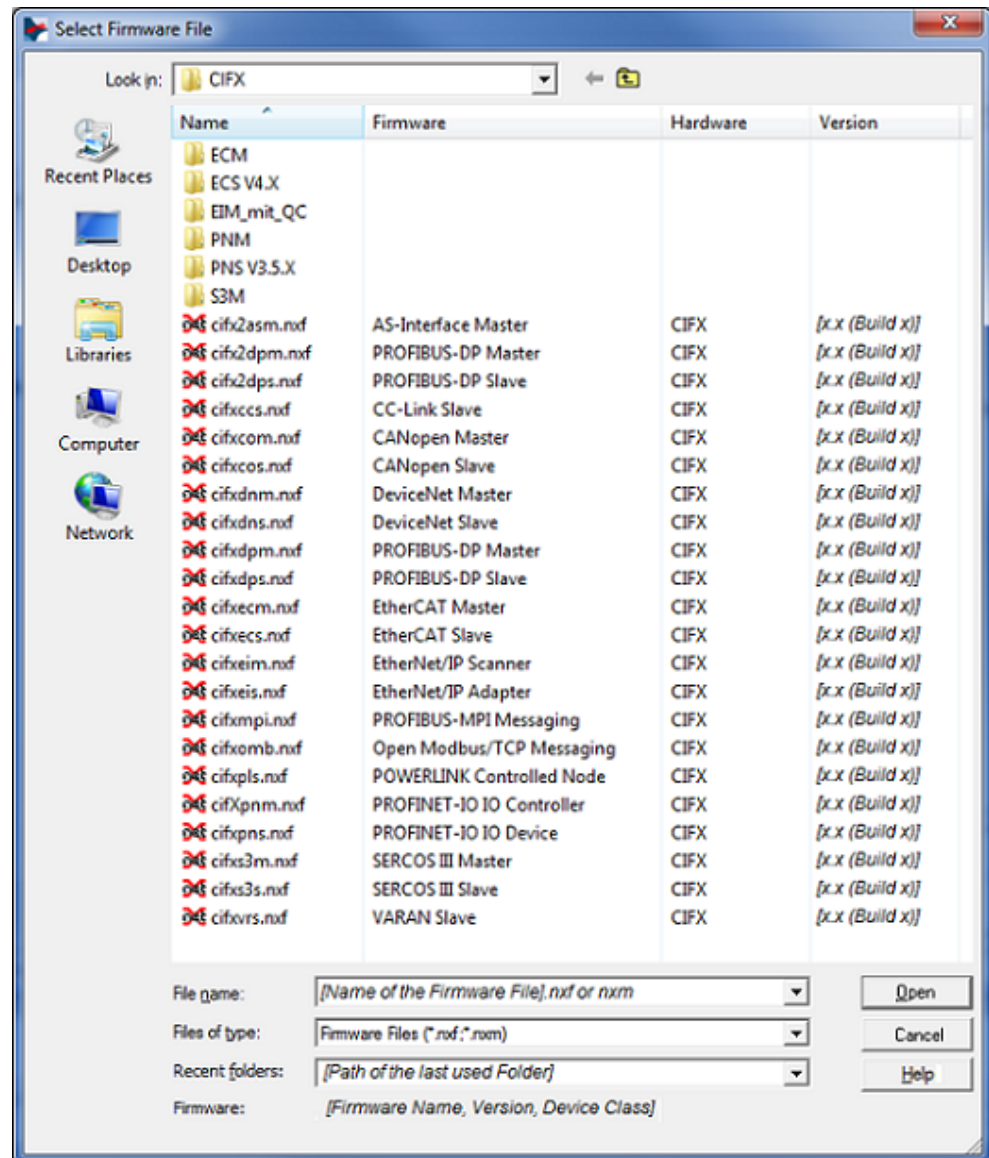 Select Firmware File
Look in: CIFX
Name Firmware Hardware Version
Recent Places
Desktop
Libraries
Computer
Network
ECM
ECS V4.X
EIM_mit_QC
PNM
PNS V3.5.X
S3M
cifx2asm.nxf AS-Interface Master CIFX [x.x (Build x)]
cifx2dpm.nxf PROFIBUS-DP Master CIFX [x.x (Build x)]
cifx2dps.nxf PROFIBUS-DP Slave CIFX [x.x (Build x)]
cifxccs.nxf CC-Link Slave CIFX [x.x (Build x)]
cifxcom.nxf CANopen Master CIFX [x.x (Build x)]
cifxcos.nxf CANopen Slave CIFX [x.x (Build x)]
cifxdnm.nxf DeviceNet Master CIFX [x.x (Build x)]
cifxdns.nxf DeviceNet Slave CIFX [x.x (Build x)]
cifxdpm.nxf PROFIBUS-DP Master CIFX [x.x (Build x)]
cifxdps.nxf PROFIBUS-DP Slave CIFX [x.x (Build x)]
cifxecm.nxf EtherCAT Master CIFX [x.x (Build x)]
cifxecs.nxf EtherCAT Slave CIFX [x.x (Build x)]
cifxeim.nxf EtherNet/IP Scanner CIFX [x.x (Build x)]
cifxeis.nxf EtherNet/IP Adapter CIFX [x.x (Build x)]
cifxmpi.nxf PROFIBUS-MPI Messaging CIFX [x.x (Build x)]
cifxomb.nxf Open Modbus/TCP Messaging CIFX [x.x (Build x)]
cifxpls.nxf POWERLINK Controlled Node CIFX [x.x (Build x)]
cifXpnm.nxf PROFINET-IO IO Controller CIFX [x.x (Build x)]
cifxpns.nxf PROFINET-IO IO Device CIFX [x.x (Build x)]
cifxs3m.nxf SERCOS III Master CIFX [x.x (Build x)]
cifxs3s.nxf SERCOS III Slave CIFX [x.x (Build x)]
cifxvrs.nxf VARAN Slave CIFX [x.x (Build x)]
File name: [Name of the Firmware File].nxf or nxm Open
Files of type: Firmware Files (*.nxf;*.nxm) Cancel
Recent folders: [Path of the last used Folder] Help
Firmware: [Firmware Name, Version, Device Class]